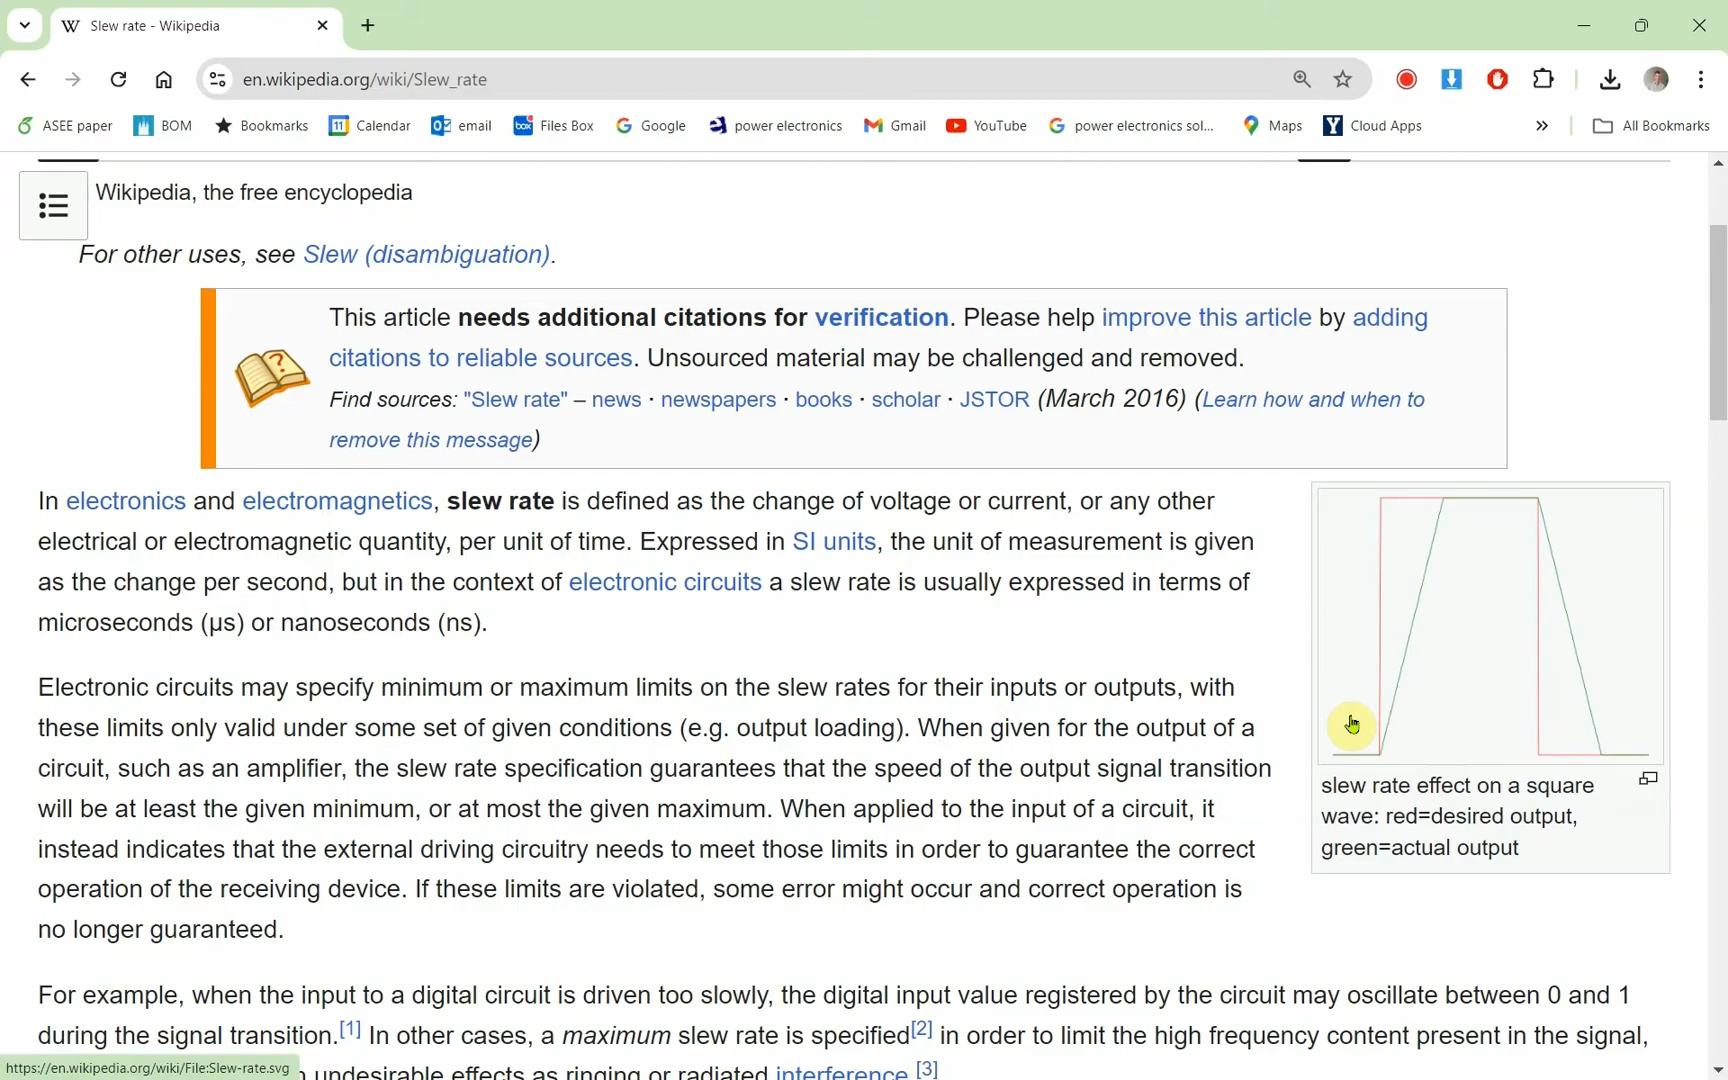 Slew rate - Wikipedia
en.wikipedia.org/wiki/Slew_rate
ASEE paper BOM Bookmarks 11 Calendar email box Files Box Google power electronics Gmail YouTube power electronics sol... Maps Y Cloud Apps » All Bookmarks
Wikipedia, the free encyclopedia
For other uses, see Slew (disambiguation).
This article needs additional citations for verification. Please help improve this article by adding
citations to reliable sources. Unsourced material may be challenged and removed.
Find sources: "Slew rate" – news · newspapers · books · scholar · JSTOR (March 2016) (Learn how and when to
remove this message)
In electronics and electromagnetics, slew rate is defined as the change of voltage or current, or any other
electrical or electromagnetic quantity, per unit of time. Expressed in SI units, the unit of measurement is given
as the change per second, but in the context of electronic circuits a slew rate is usually expressed in terms of
microseconds (μs) or nanoseconds (ns).
Electronic circuits may specify minimum or maximum limits on the slew rates for their inputs or outputs, with
these limits only valid under some set of given conditions (e.g. output loading). When given for the output of a
circuit, such as an amplifier, the slew rate specification guarantees that the speed of the output signal transition
will be at least the given minimum, or at most the given maximum. When applied to the input of a circuit, it
instead indicates that the external driving circuitry needs to meet those limits in order to guarantee the correct
operation of the receiving device. If these limits are violated, some error might occur and correct operation is
no longer guaranteed.
slew rate effect on a square
wave: red=desired output,
green=actual output
For example, when the input to a digital circuit is driven too slowly, the digital input value registered by the circuit may oscillate between 0 and 1
during the signal transition.[1] In other cases, a maximum slew rate is specified[2] in order to limit the high frequency content present in the signal,
undesirable effects as ringing or radiated interference.[3]
https://en.wikipedia.org/wiki/File:Slew-rate.svg